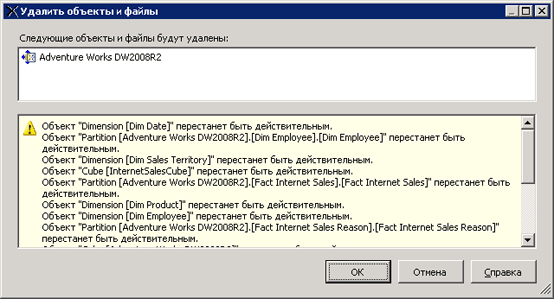 Удалить объекты и файлы
Следующие объекты и файлы будут удалены:
Adventure Works DW2008R2
Объект "Dimension [Dim Date]" перестанет быть действительным.
Объект "Partition [Adventure Works DW2008R2].[Dim Employee].[Dim Employee]" перестанет быть
действительным.
Объект "Dimension [Dim Sales Territory]" перестанет быть действительным.
Объект "Cube [InternetSalesCube]" перестанет быть действительным.
Объект "Partition [Adventure Works DW2008R2].[Fact Internet Sales].[Fact Internet Sales]" перестанет быть
действительным.
Объект "Dimension [Dim Product]" перестанет быть действительным.
Объект "Dimension [Dim Employee]" перестанет быть действительным.
Объект "Partition [Adventure Works DW2008R2].[Fact Internet Sales Reason].[Fact Internet Sales Reason]"
перестанет быть действительным.
OK
Отмена
Справка